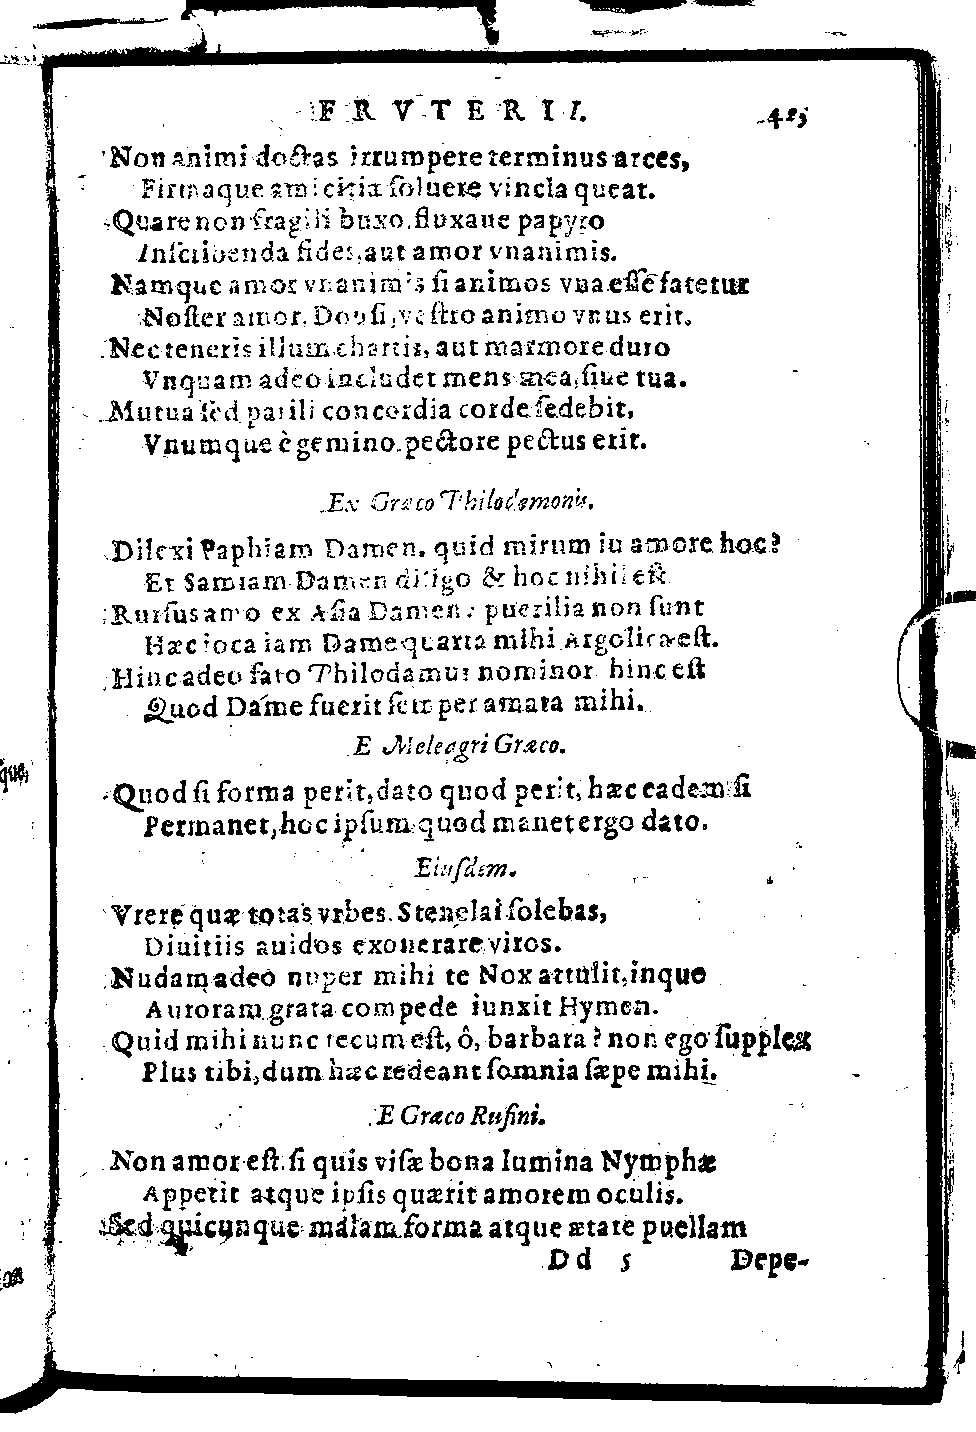 FRVTERII. 425
Non animi doctas irrumpere terminus arces,
Firmaque amicitiæ ſoluere vincla queat.
Quare non fragili buxo, fluxaue papyro
Inſcribenda fides, aut amor vnanimis.
Namque amor vnanimis ſi animos vna eſſe fatetur
Noſter amor, Douſi, veſtro animo vnus erit.
Nec teneris illum chartis, aut marmore duro
Vnquam adeo includet mens mea, ſiue tua.
Mutua ſed parili concordia corde ſedebit,
Vnumque è gemino pectore pectus erit.
Ex Græco Philodemonis.
Dilexi Paphiam Damen. quid mirum in amore hoc?
Et Samiam Damen diligo & hoc nihil eſt
Rurſus amo ex Aſia Damen: puerilia non ſunt
Hæc ioca iam Dame quarta mihi Argolica eſt.
Hinc adeo fato Philodamus nominor hinc eſt
Quod Dáme fuerit ſemper amata mihi.
E Meleagri Græco.
Quod ſi forma perit, dato quod perit, hæc eadem ſi
Permanet, hoc ipſum quod manet ergo dato.
Eiuſdem.
Vrere quæ totas vrbes Stenelai ſolebas,
Diuitiis auidos exonerare viros.
Nudam adeo nuper mihi te Nox attulit, inque
Auroram grata compede iunxit Hymen.
Quid mihi nunc tecum eſt, ô, barbara? non ego ſupplex
Plus tibi, dum hæc redeant ſomnia ſæpe mihi.
E Græco Rufini.
Non amor eſt ſi quis viſæ bona lumina Nymphæ
Appetit atque ipſis quærit amorem oculis.
Sed quicunque malam forma atque ætate puellam
Dd 5 Depe-